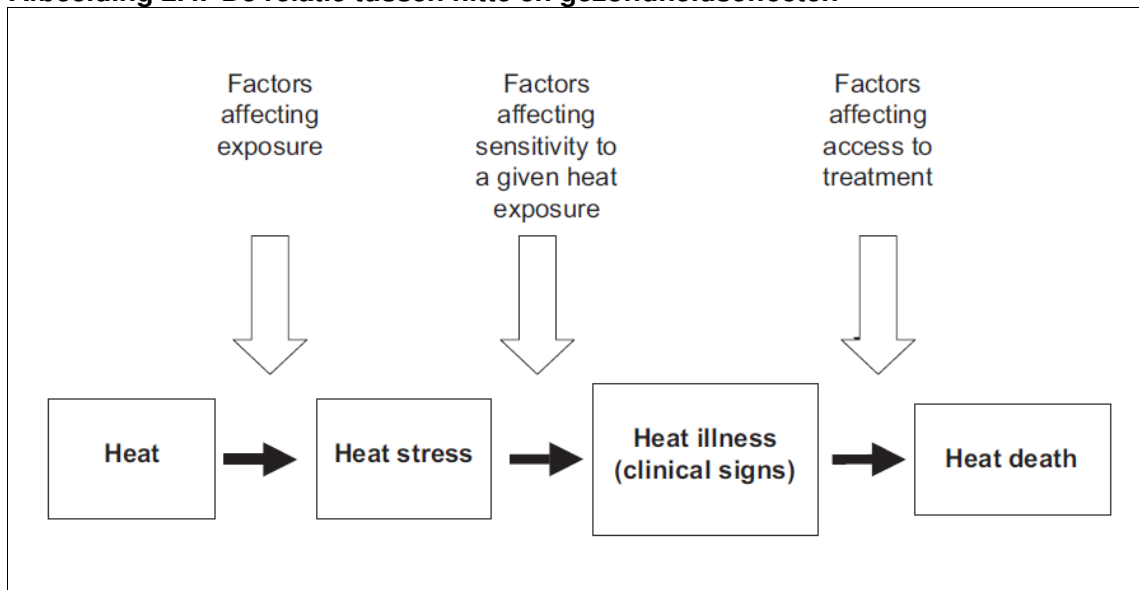 Afbeelding De relatie tussen hitte en gezondheidseffecten
Factors
affecting
exposure
Factors
affecting
sensitivity to
a given heat
exposure
Factors
affecting
access to
treatment
Heat
Heat stress
Heat illness
(clinical signs)
Heat death